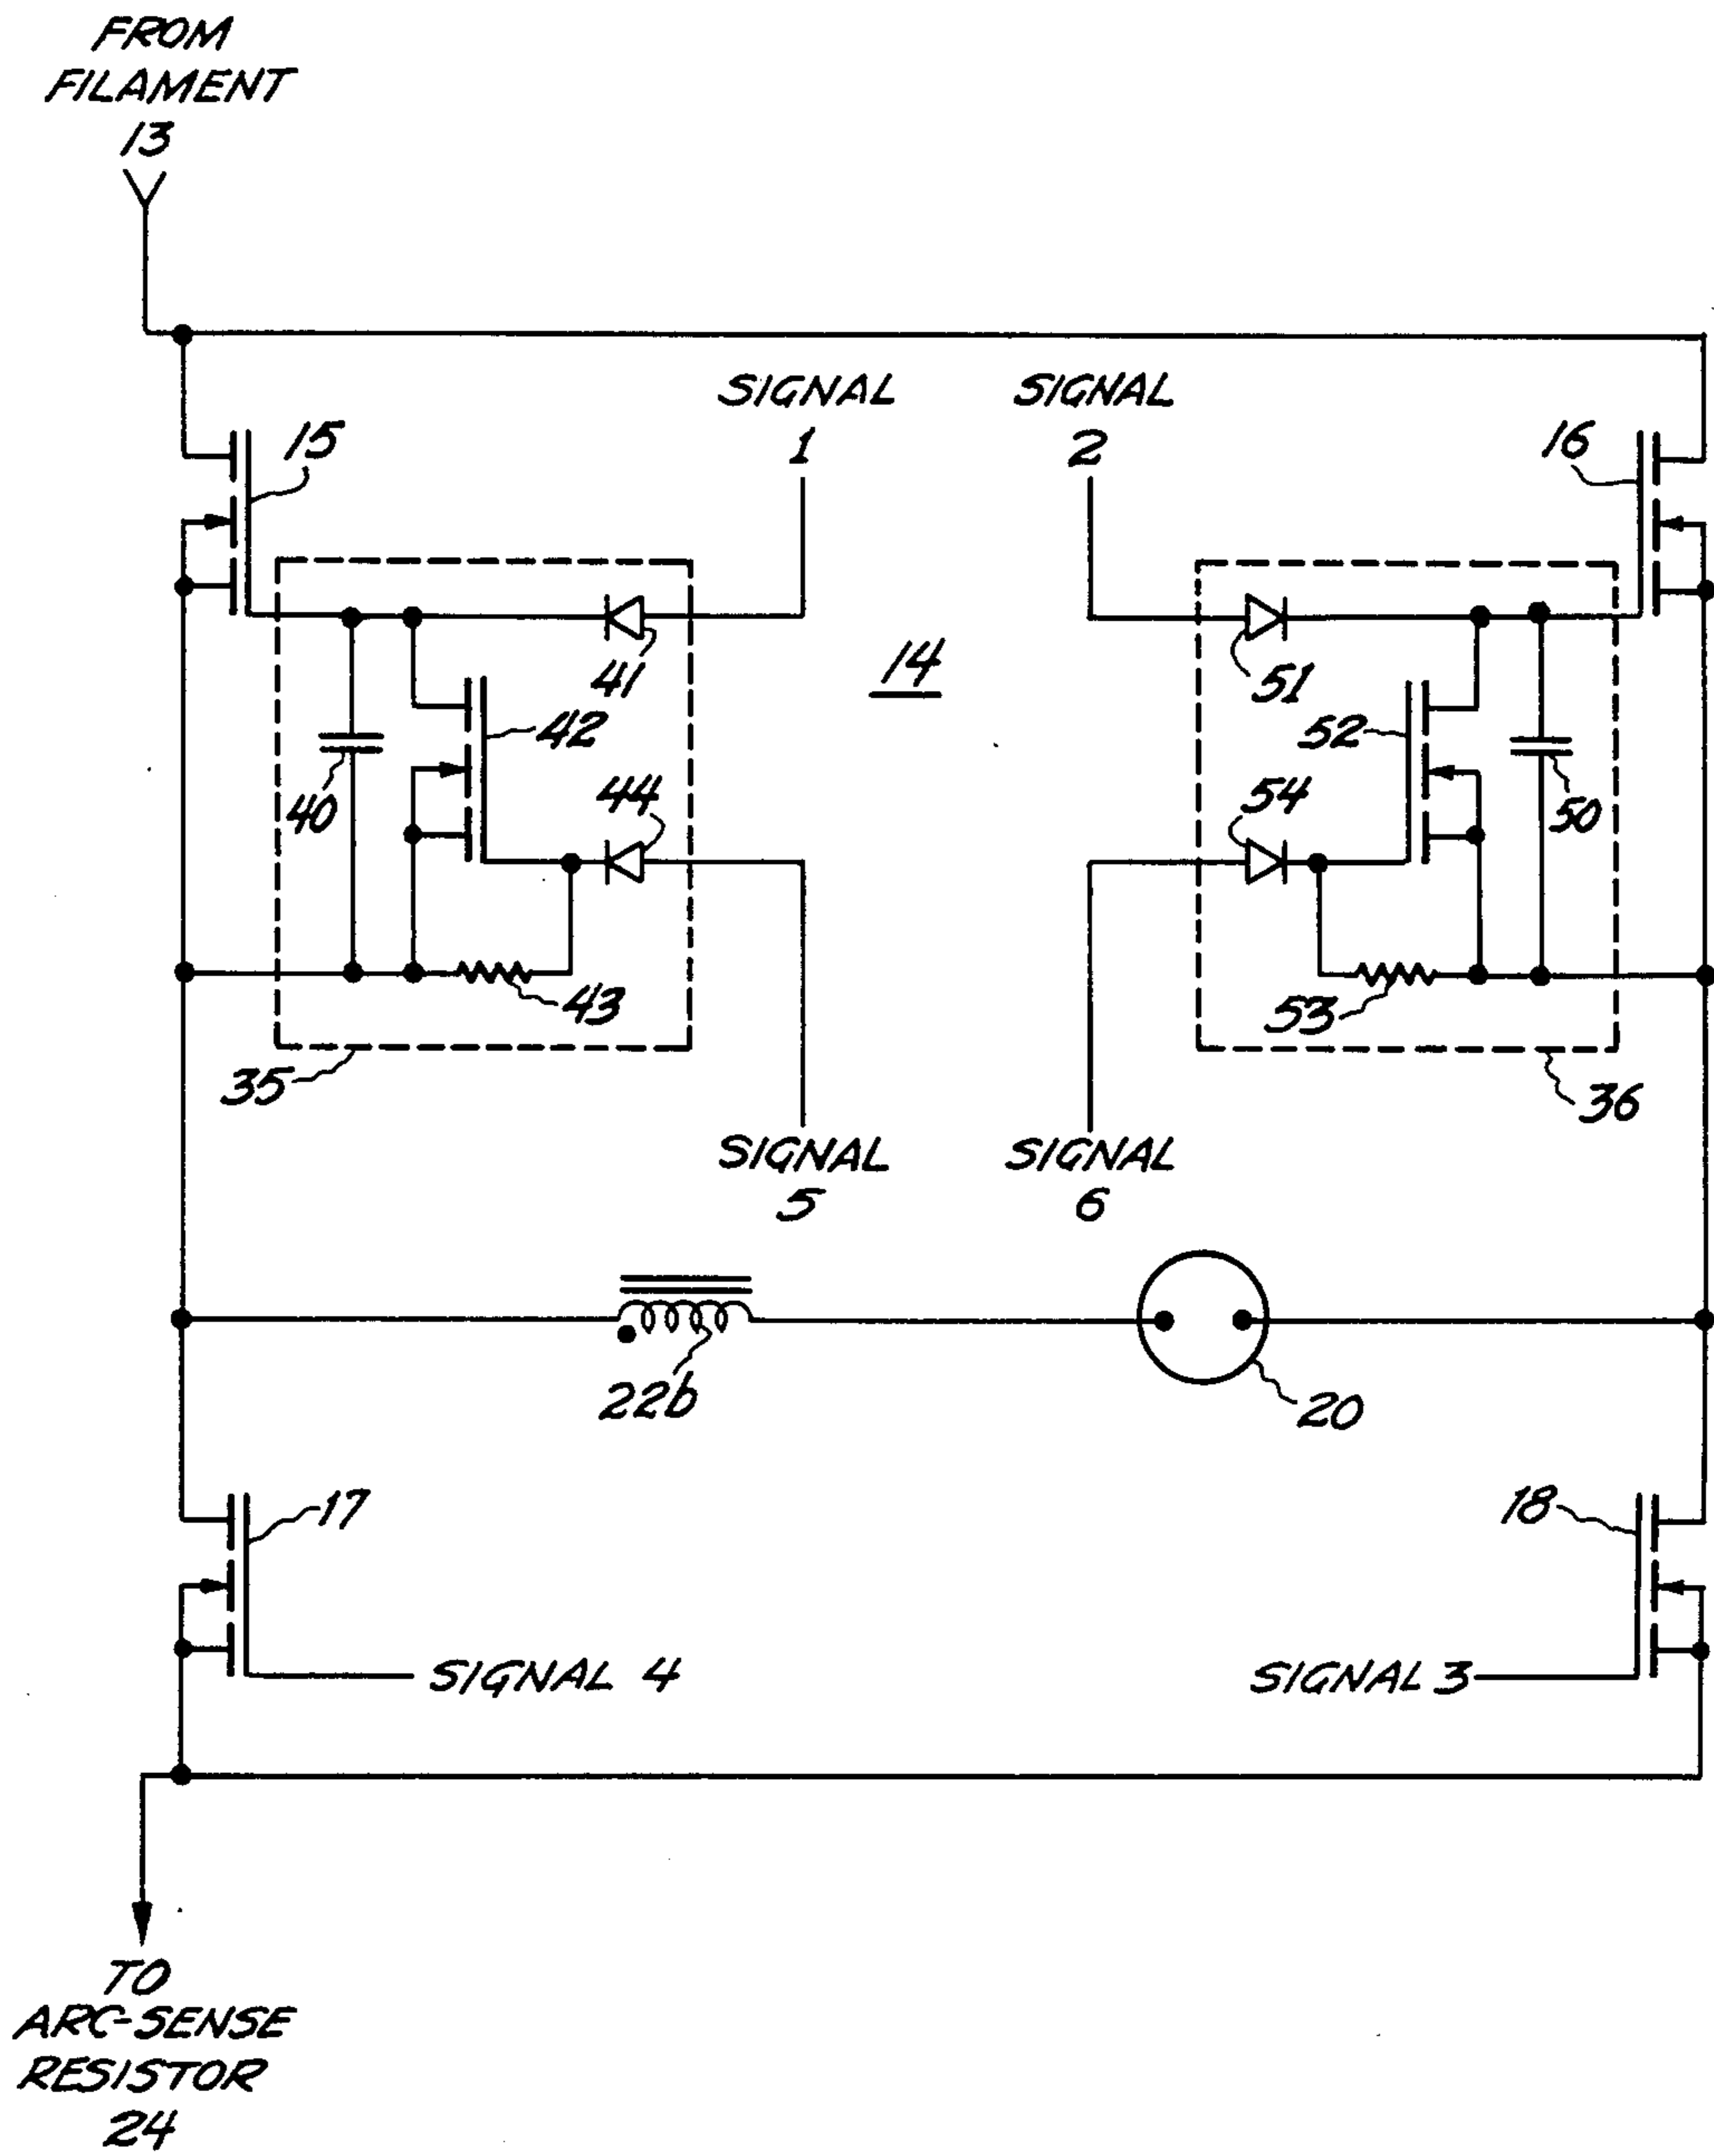 FROM
FILAMENT
13
SIGNAL
1
SIGNAL
2
15
16
41
14
51
42
52
40
44
54
50
43
53
35
36
SIGNAL
5
SIGNAL
6
22b
20
17
18
SIGNAL 4
SIGNAL 3
TO
ARC-SENSE
RESISTOR
24